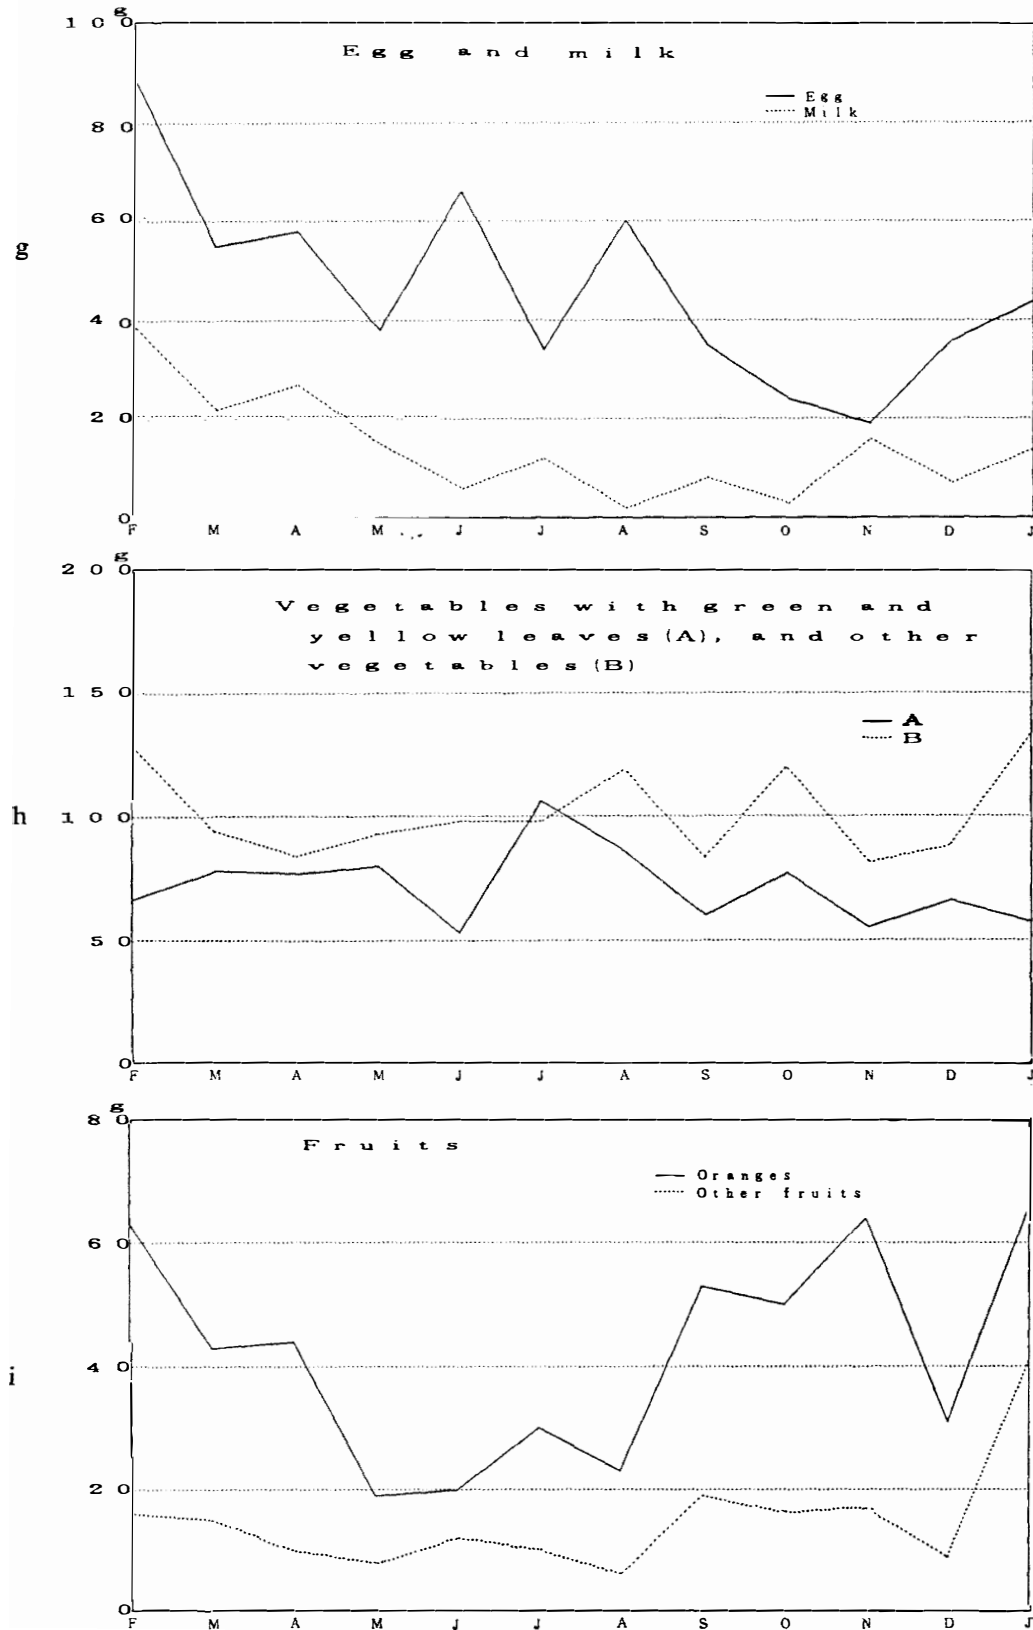 g
g
100
Egg and milk
Egg
Milk
80
60
40
20
0
F M A M J J A S O N D J
h
g
200
Vegetables with green and
yellow leaves(A), and other
vegetables(B)
A
B
150
100
50
0
F M A M J J A S O N D J
i
g
80
Fruits
Oranges
Other fruits
60
40
20
0
F M A M J J A S O N D J